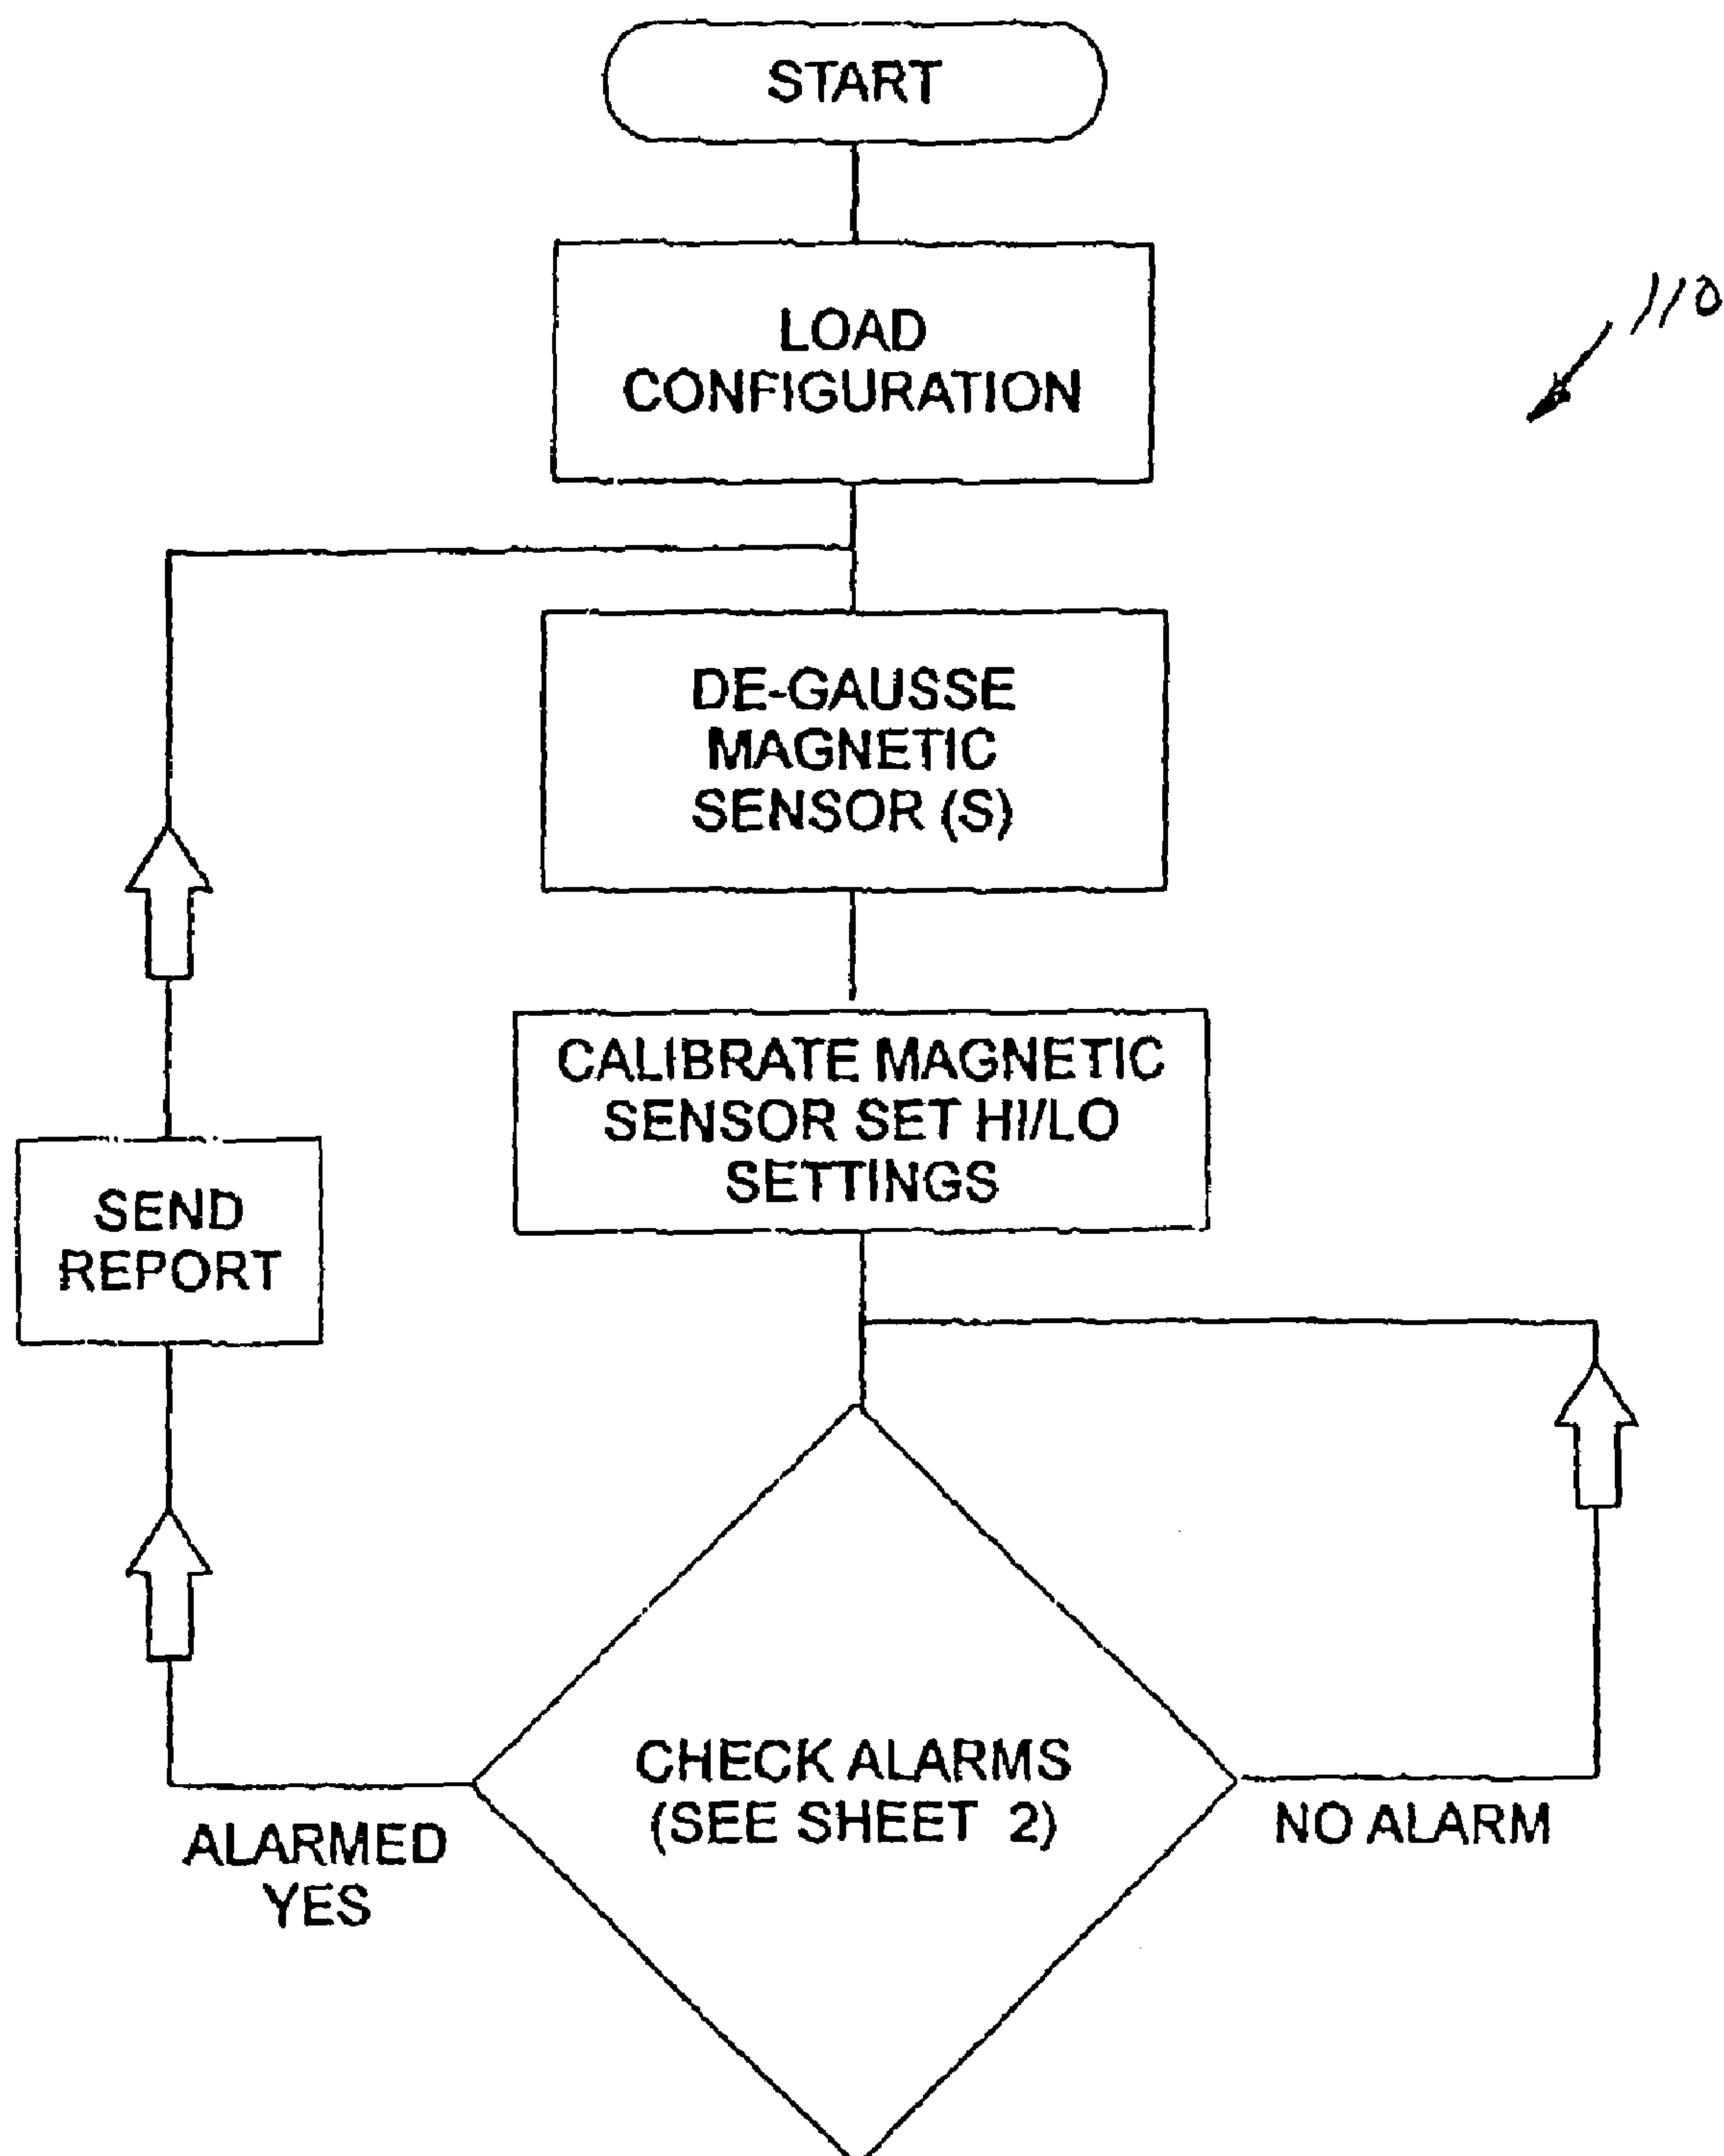 START
LOAD
CONFIGURATION
110
DE-GAUSSE
MAGNETIC
SENSOR (S)
CALIBRATE MAGNETIC
SENSOR SET HI/LO
SETTINGS
SEND
REPORT
CHECK ALARMS
(SEE SHEET 2)
ALARMED
YES
NO ALARM